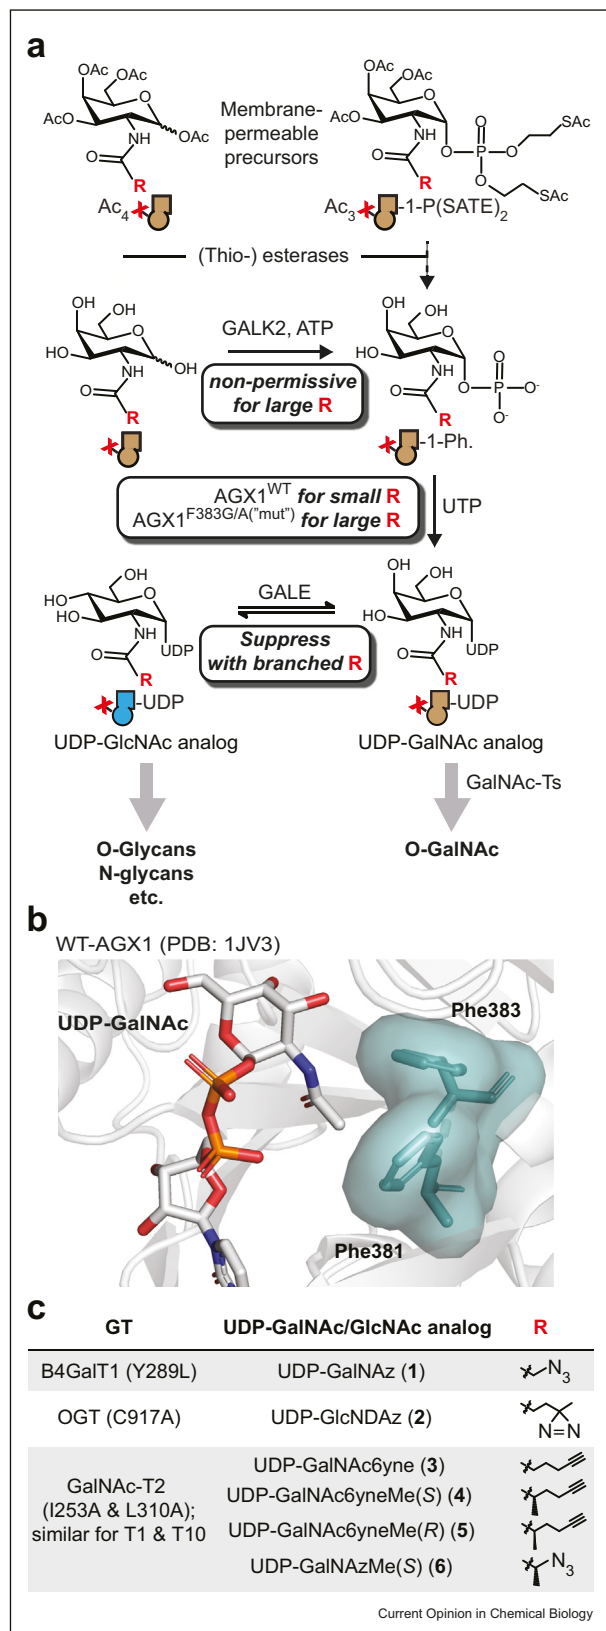 a
OAc
OAc
AcO
OAc
NH
O
R
Ac4
Membrane-
permeable
precursors
OAc
OAc
AcO
NH
O
R
O
P
O
O
O
SAc
SAc
Ac3 -1-P(SATE)2
(Thio-) esterases
OH
OH
O
HO
NH
OH
O
R
GALK2, ATP
non-permissive
for large R
OH
OH
O
HO
NH
O
O
P
O
O-
O-
R
-1-Ph.
AGX1WT for small R
AGX1F383G/A("mut") for large R
UTP
OH
HO
O
HO
NH
UDP
O
R
-UDP
UDP-GlcNAc analog
GALE
Suppress
with branched R
OH
OH
O
HO
NH
UDP
O
R
-UDP
UDP-GalNAc analog
GalNAc-Ts
O-Glycans
N-glycans
etc.
O-GalNAc
b
WT-AGX1 (PDB: 1JV3)
UDP-GalNAc
Phe383
Phe381
c
GT UDP-GalNAc/GlcNAc analog R
B4GalT1 (Y289L) UDP-GalNAz (1) N3
OGT (C917A) UDP-GlcNDAz (2) N=N
GalNAc-T2
(I253A & L310A);
similar for T1 & T10
UDP-GalNAc6yne (3)
UDP-GalNAc6yneMe(S) (4)
UDP-GalNAc6yneMe(R) (5)
UDP-GalNAzMe(S) (6) N3
Current Opinion in Chemical Biology